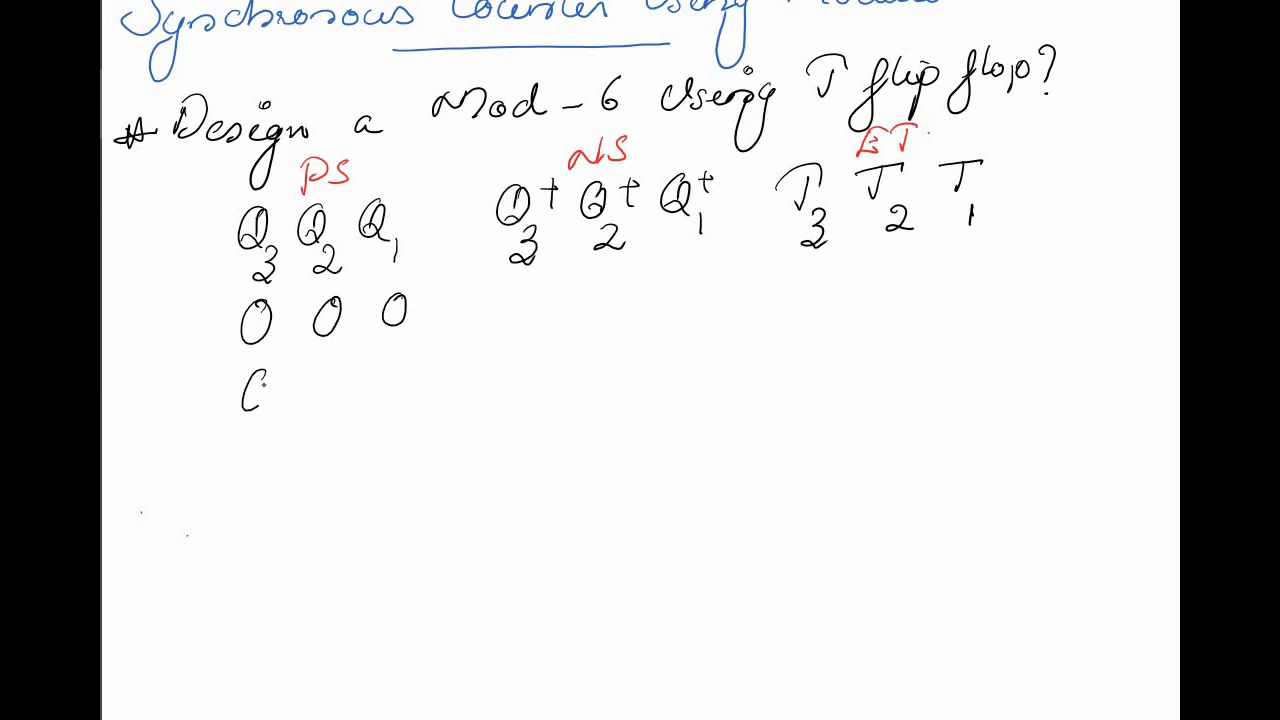 Synchronous Counter Using
# Design a Mod-6 Using T flip flop?
PS NS ET
Q3 Q2 Q1 Q3+ Q2+ Q1+ T3 T2 T1
0 0 0